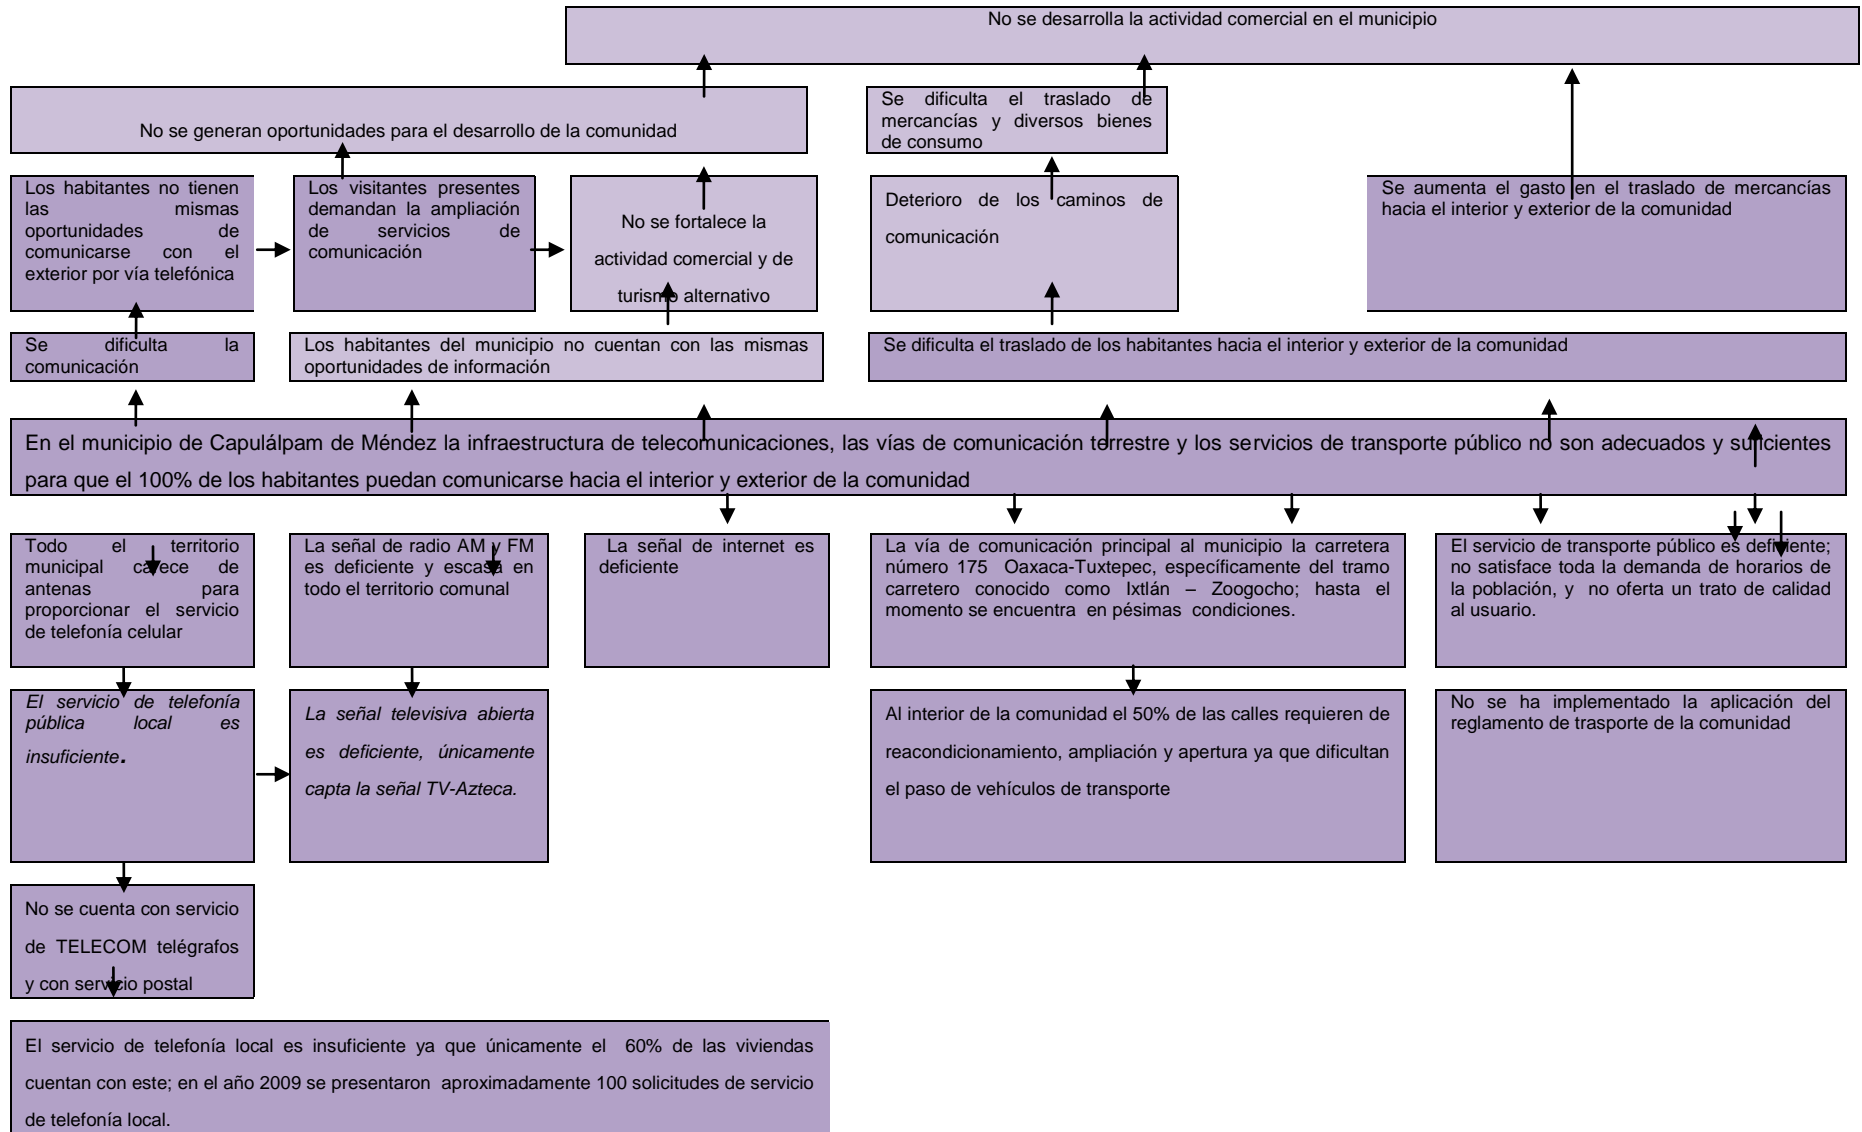 No se desarrolla la actividad comercial en el municipio
No se generan oportunidades para el desarrollo de la comunidad
Se dificulta el traslado de
mercancías y diversos bienes
de consumo
Los habitantes no tienen
las mismas
oportunidades de
comunicarse con el
exterior por vía telefónica
Los visitantes presentes
demandan la ampliación
de servicios de
comunicación
No se fortalece la
actividad comercial y de
turismo alternativo
Deterioro de los caminos de
comunicación
Se aumenta el gasto en el traslado de mercancías
hacia el interior y exterior de la comunidad
Se dificulta la
comunicación
Los habitantes del municipio no cuentan con las mismas
oportunidades de información
Se dificulta el traslado de los habitantes hacia el interior y exterior de la comunidad
En el municipio de Capulálpam de Méndez la infraestructura de telecomunicaciones, las vías de comunicación terrestre y los servicios de transporte público no son adecuados y suficientes
para que el 100% de los habitantes puedan comunicarse hacia el interior y exterior de la comunidad
Todo el territorio
municipal carece de
antenas para
proporcionar el servicio
de telefonía celular
La señal de radio AM y FM
es deficiente y escasa en
todo el territorio comunal
La señal de internet es
deficiente
La vía de comunicación principal al municipio la carretera
número 175 Oaxaca-Tuxtepec, específicamente del tramo
carretero conocido como Ixtlán – Zoogocho; hasta el
momento se encuentra en pésimas condiciones.
El servicio de transporte público es deficiente;
no satisface toda la demanda de horarios de
la población, y no oferta un trato de calidad
al usuario.
El servicio de telefonía
pública local es
insuficiente.
La señal televisiva abierta
es deficiente, únicamente
capta la señal TV-Azteca.
Al interior de la comunidad el 50% de las calles requieren de
reacondicionamiento, ampliación y apertura ya que dificultan
el paso de vehículos de transporte
No se ha implementado la aplicación del
reglamento de trasporte de la comunidad
No se cuenta con servicio
de TELECOM telégrafos
y con servicio postal
El servicio de telefonía local es insuficiente ya que únicamente el 60% de las viviendas
cuentan con este; en el año 2009 se presentaron aproximadamente 100 solicitudes de servicio
de telefonía local.